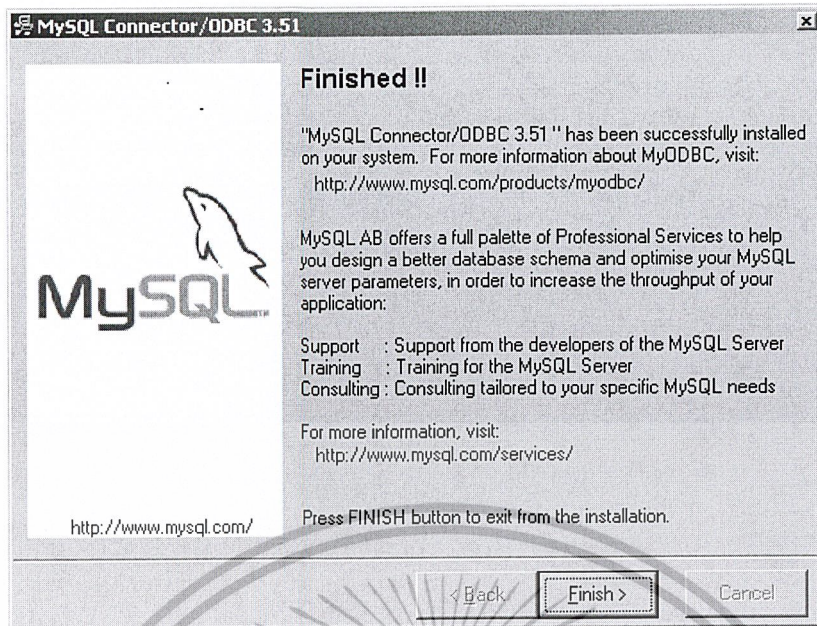 MySQL Connector/ODBC 3.51
Finished !!
"MySQL Connector/ODBC 3.51 " has been successfully installed
on your system. For more information about MyODBC, visit:
http://www.mysql.com/products/myodbc/
MySQL AB offers a full palette of Professional Services to help
you design a better database schema and optimise your MySQL
server parameters, in order to increase the throughput of your
application:
Support : Support from the developers of the MySQL Server
Training : Training for the MySQL Server
Consulting : Consulting tailored to your specific MySQL needs
For more information, visit:
http://www.mysql.com/services/
Press FINISH button to exit from the installation.
MySQL
http://www.mysql.com/
< Back
Finish >
Cancel